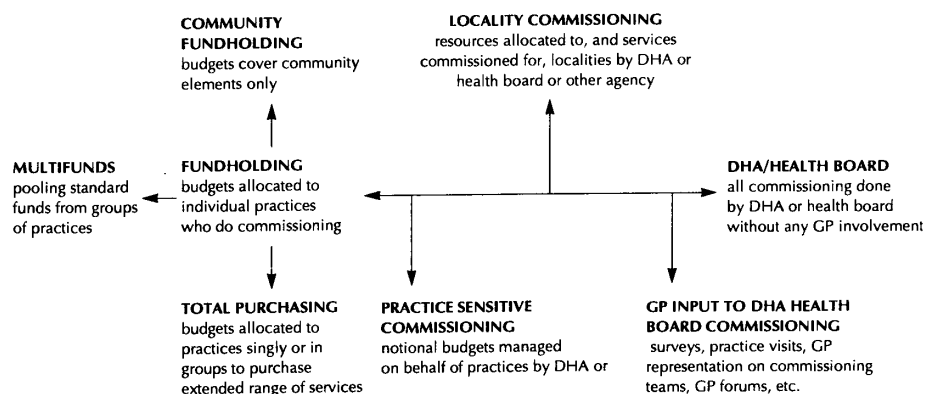 COMMUNITY
FUNDHOLDING
budgets cover community
elements only
LOCALITY COMMISSIONING
resources allocated to, and services
commissioned for, localities by DHA or
health board or other agency
MULTIFUNDS
pooling standard
funds from groups
of practices
FUNDHOLDING
budgets allocated to
individual practices
who do commissioning
DHA/HEALTH BOARD
all commissioning done
by DHA or health board
without any GP involvement
TOTAL PURCHASING
budgets allocated to
practices singly or in
groups to purchase
extended range of services
PRACTICE SENSITIVE
COMMISSIONING
notional budgets managed
on behalf of practices by DHA or
GP INPUT TO DHA HEALTH
BOARD COMMISSIONING
surveys, practice visits, GP
representation on commissioning
teams, GP forums, etc.